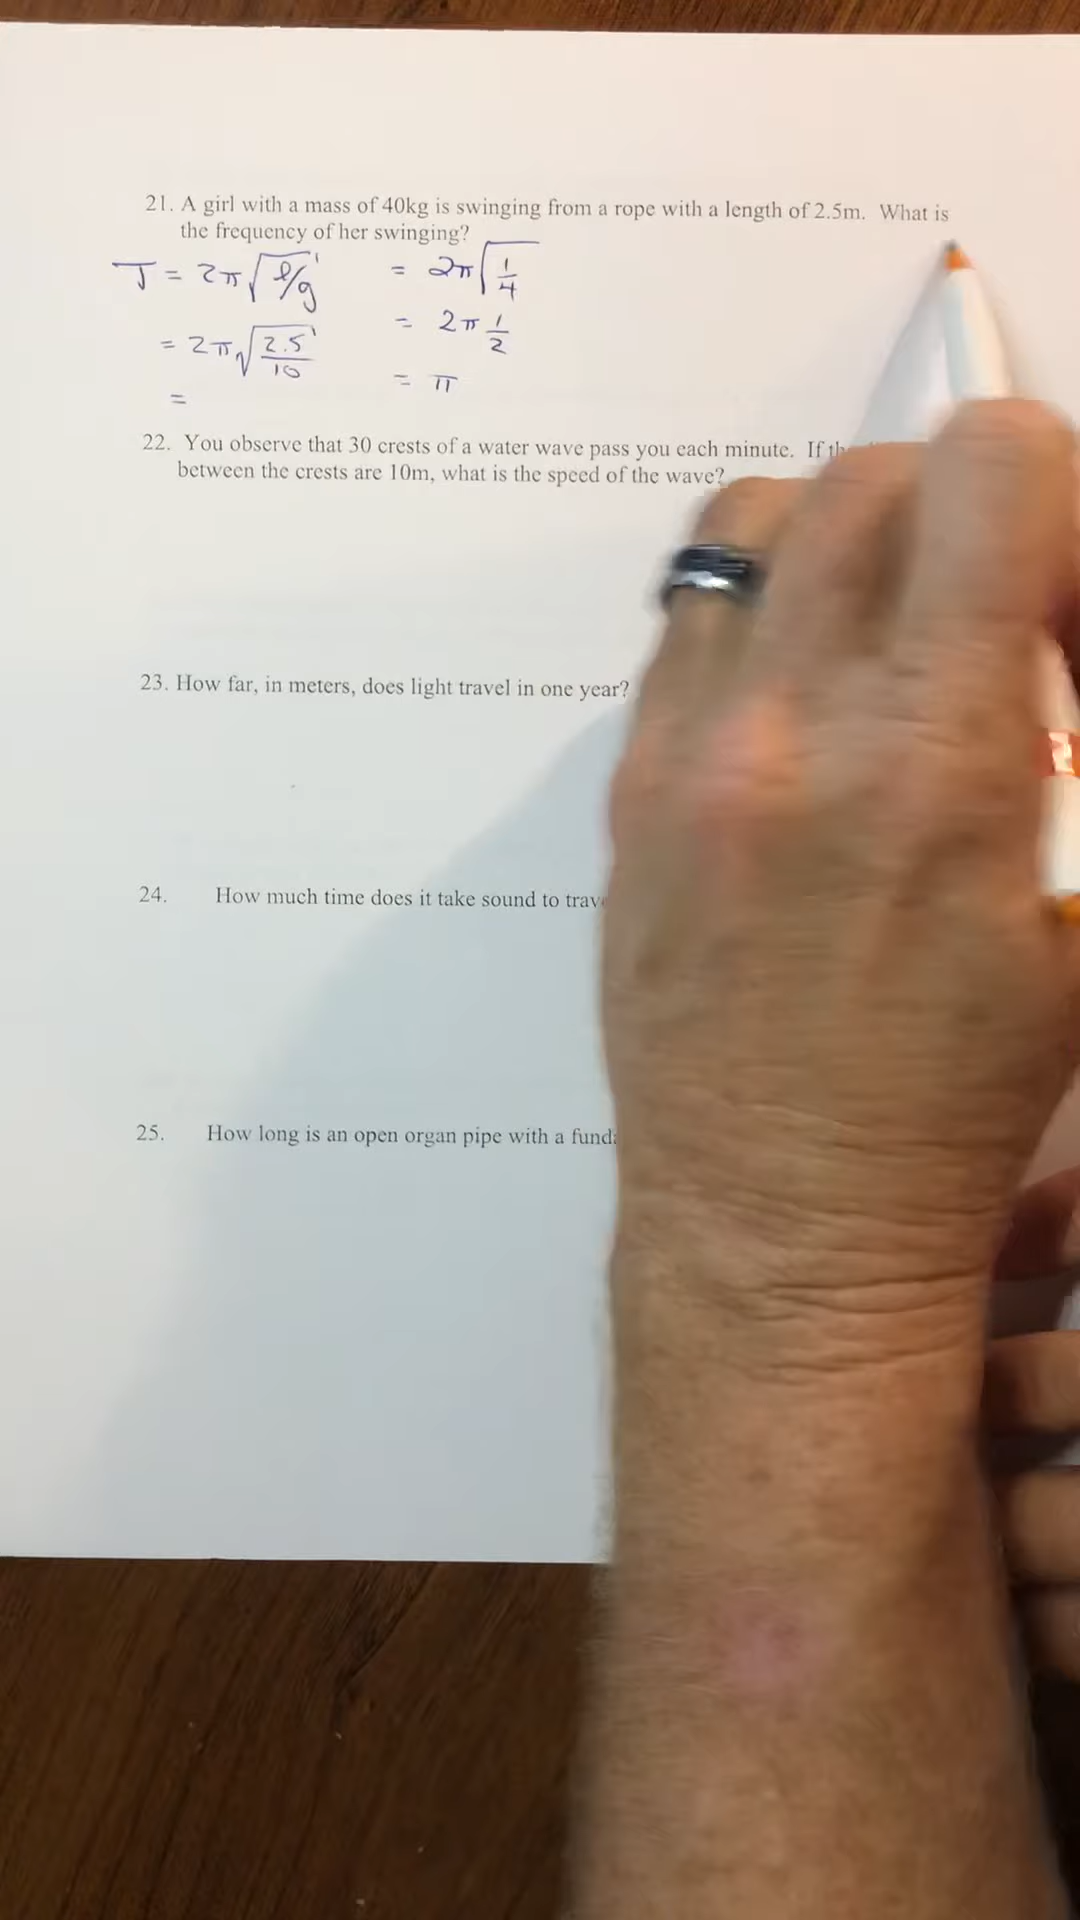 21. A girl with a mass of 40kg is swinging from a rope with a length of 2.5m. What is
the frequency of her swinging?
T = 2π√(l/g)
= 2π√(2.5/10)
=
= 2π√(1/4)
= 2π 1/2
= π
22. You observe that 30 crests of a water wave pass you each minute. If
between the crests are 10m, what is the speed of the wave?
23. How far, in meters, does light travel in one year?
24. How much time does it take sound to
25. How long is an open organ pipe with a